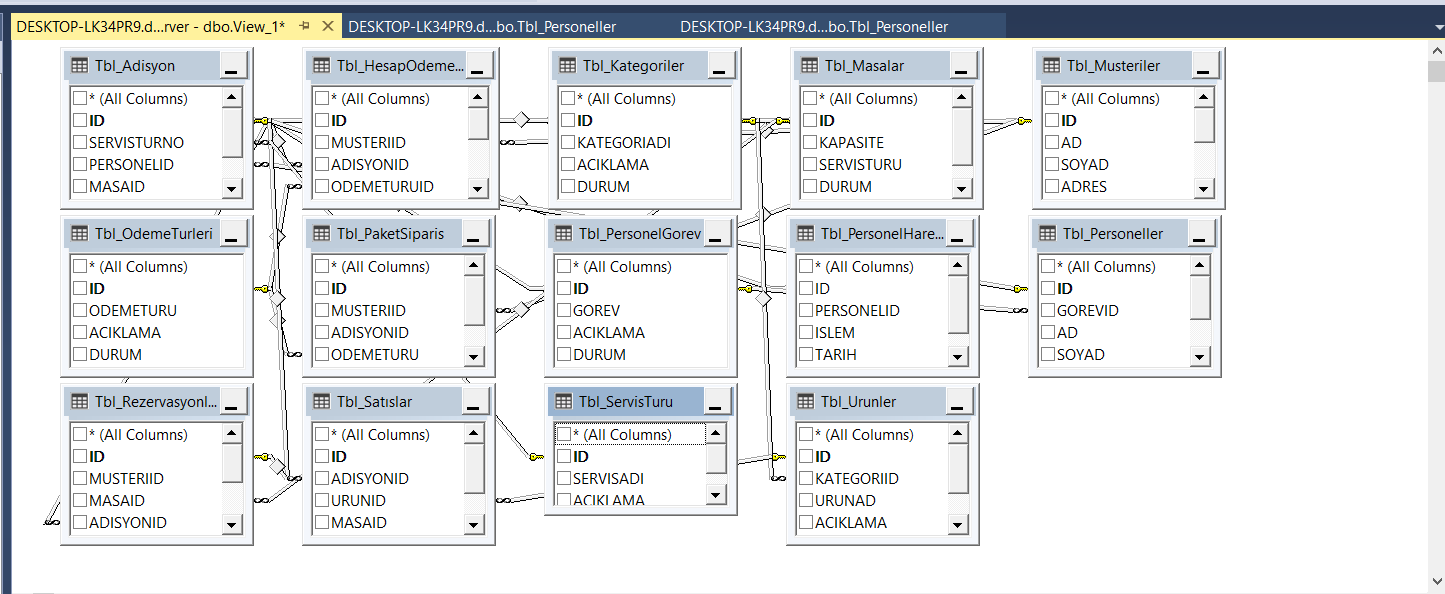 DESKTOP-LK34PR9.d...rver - dbo.View_1*
DESKTOP-LK34PR9.d...bo.Tbl_Personeller
DESKTOP-LK34PR9.d...bo.Tbl_Personeller
Tbl_Adisyon
* (All Columns)
ID
SERVISTURNO
PERSONELID
MASAID
Tbl_HesapOdeme...
* (All Columns)
ID
MUSTERIID
ADISYONID
ODEMETURUID
Tbl_Kategoriler
* (All Columns)
ID
KATEGORIADI
ACIKLAMA
DURUM
Tbl_Masalar
* (All Columns)
ID
KAPASITE
SERVISTURU
DURUM
Tbl_Musteriler
* (All Columns)
ID
AD
SOYAD
ADRES
Tbl_OdemeTurleri
* (All Columns)
ID
ODEMETURU
ACIKLAMA
DURUM
Tbl_PaketSiparis
* (All Columns)
ID
MUSTERIID
ADISYONID
ODEMETURU
Tbl_PersonelGorev
* (All Columns)
ID
GOREV
ACIKLAMA
DURUM
Tbl_PersonelHare...
* (All Columns)
ID
PERSONELID
ISLEM
TARIH
Tbl_Personeller
* (All Columns)
ID
GOREVID
AD
SOYAD
Tbl_Rezervasyonl...
* (All Columns)
ID
MUSTERIID
MASAID
ADISYONID
Tbl_Satıslar
* (All Columns)
ID
ADISYONID
URUNID
MASAID
Tbl_ServisTuru
* (All Columns)
ID
SERVISADI
ACIKLAMA
Tbl_Urunler
* (All Columns)
ID
KATEGORIID
URUNAD
ACIKLAMA